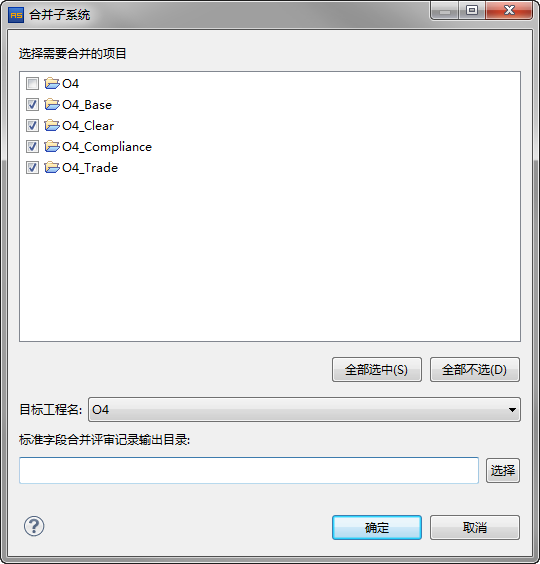 合并子系统
选择需要合并的项目
O4
O4_Base
O4_Clear
O4_Compliance
O4_Trade
全部选中(S) 全部不选(D)
目标工程名: O4
标准字段合并评审记录输出目录:
选择
确定 取消